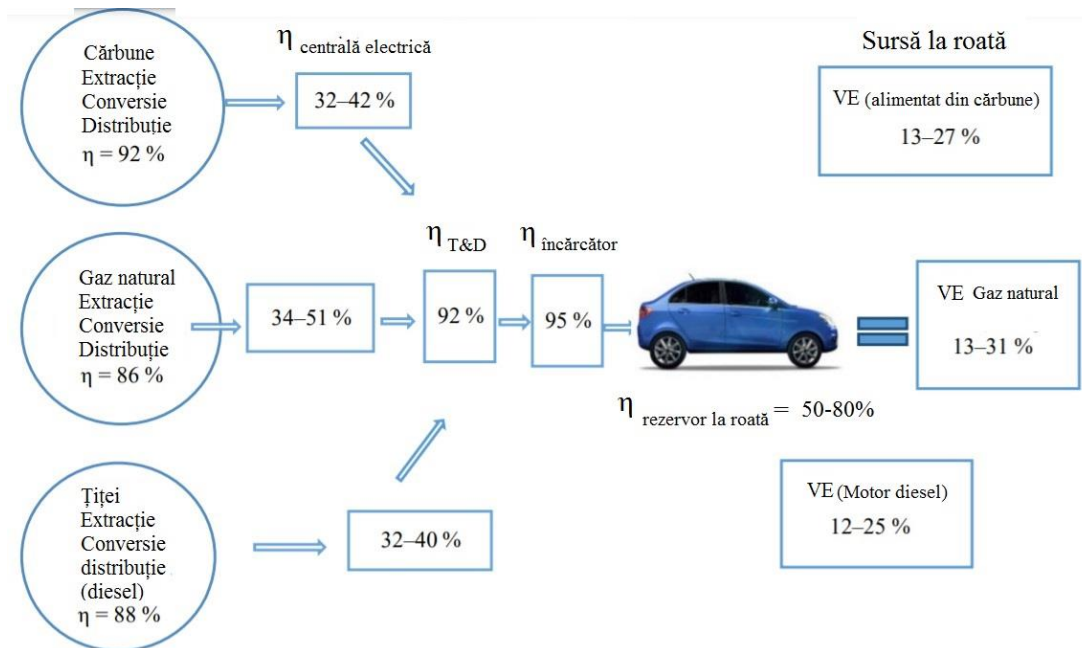 Cărbune
Extracție
Conversie
Distribuție
η = 92 %
η centrală electrică
32–42 %
Sursă la roată
VE (alimentat din cărbune)
13–27 %
Gaz natural
Extracție
Conversie
Distribuție
η = 86 %
34–51 %
η T&D
92 %
η încărcător
95 %
η rezervor la roată = 50-80%
VE Gaz natural
13–31 %
Țiței
Extracție
Conversie
distribuție
(diesel)
η = 88 %
32–40 %
VE (Motor diesel)
12–25 %